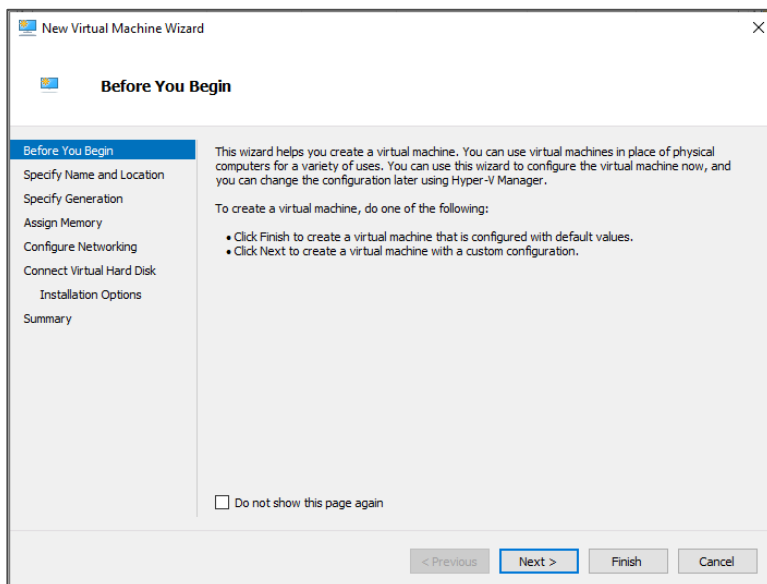 New Virtual Machine Wizard
Before You Begin
Before You Begin
Specify Name and Location
Specify Generation
Assign Memory
Configure Networking
Connect Virtual Hard Disk
Installation Options
Summary
This wizard helps you create a virtual machine. You can use virtual machines in place of physical
computers for a variety of uses. You can use this wizard to configure the virtual machine now, and
you can change the configuration later using Hyper-V Manager.
To create a virtual machine, do one of the following:
• Click Finish to create a virtual machine that is configured with default values.
• Click Next to create a virtual machine with a custom configuration.
Do not show this page again
< Previous
Next >
Finish
Cancel